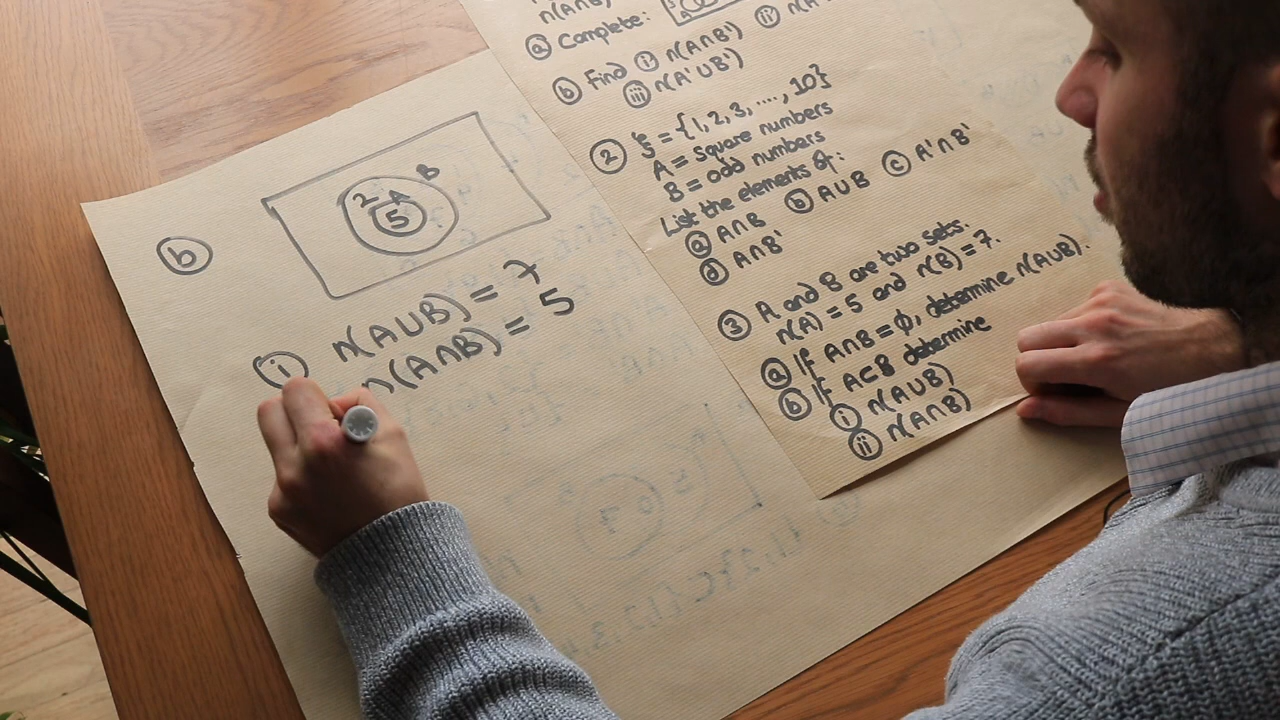 n(A∩B)
ⓐ Complete:
ⓑ Find ⓘ n(A∩B') ⓘⓘ n(A
ⓘⓘⓘ n(A'∪B')
② ξ = {1, 2, 3, ...., 10}
A = square numbers
B = odd numbers
List the elements of:
ⓐ A∩B ⓑ A∪B ⓒ A'∩B'
ⓓ A∩B'
③ A and B are two sets.
n(A) = 5 and n(B) = 7.
ⓐ If A∩B = ϕ, determine n(A∪B).
ⓑ If A⊂B determine
ⓘ n(A∪B)
ⓘⓘ n(A∩B)
ⓑ
2 A B
5
ⓘ n(A∪B) = 7
n(A∩B) = 5